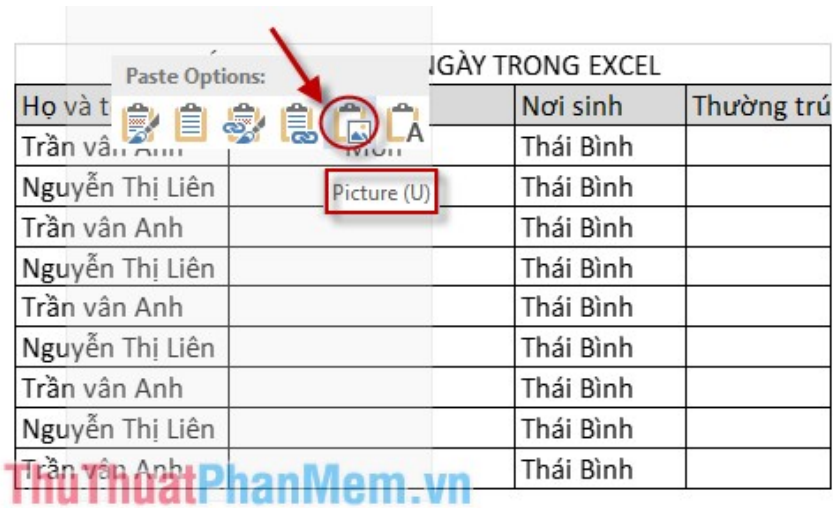 NGÀY TRONG EXCEL
Paste Options:
Họ và t Nơi sinh Thường trú
Trần vân Anh Thái Bình
Picture (U)
Nguyễn Thị Liên Thái Bình
Trần vân Anh Thái Bình
Nguyễn Thị Liên Thái Bình
Trần vân Anh Thái Bình
Nguyễn Thị Liên Thái Bình
Trần vân Anh Thái Bình
Nguyễn Thị Liên Thái Bình
Trần vân Anh Thái Bình
ThuThuatPhanMem.vn